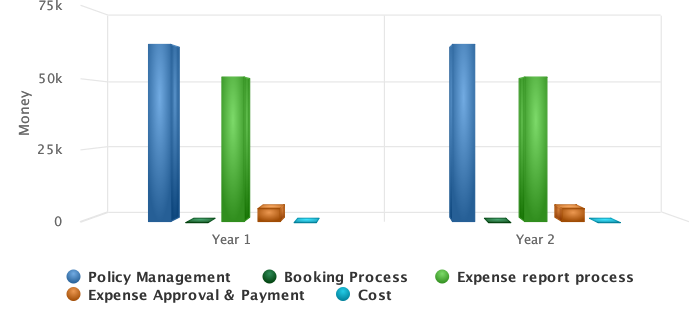 75k
50k
25k
0
Money
Year 1 Year 2
Policy Management Booking Process Expense report process
Expense Approval & Payment Cost